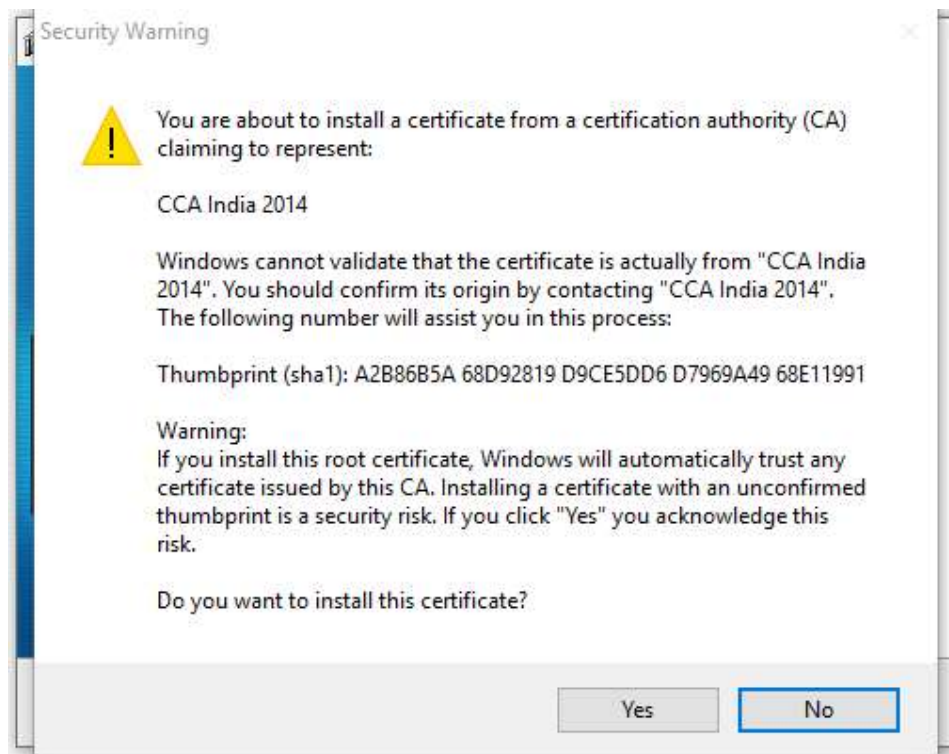 Security Warning
You are about to install a certificate from a certification authority (CA)
claiming to represent:
CCA India 2014
Windows cannot validate that the certificate is actually from "CCA India
2014". You should confirm its origin by contacting "CCA India 2014".
The following number will assist you in this process:
Thumbprint (sha1): A2B86B5A 68D92819 D9CE5DD6 D7969A49 68E11991
Warning:
If you install this root certificate, Windows will automatically trust any
certificate issued by this CA. Installing a certificate with an unconfirmed
thumbprint is a security risk. If you click "Yes" you acknowledge this
risk.
Do you want to install this certificate?
Yes
No